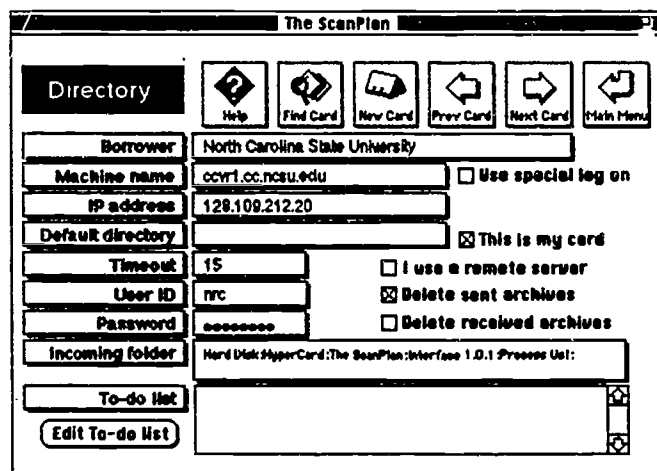 The ScanPlan
Directory
Help
Find Card
New Card
Prev Card
Next Card
Main Menu
Borrower
North Carolina State University
Machine name
ccvr1.cc.ncsu.edu
Use special log on
IP address
128.109.212.20
Default directory
This is my card
Timeout
15
I use a remote server
User ID
nrc
Delete sent archives
Password
Delete received archives
Incoming folder
Hard Disk:HyperCard:The ScanPlan:Interface 1.0.1:Process Us!:
To-do list
Edit To-do list